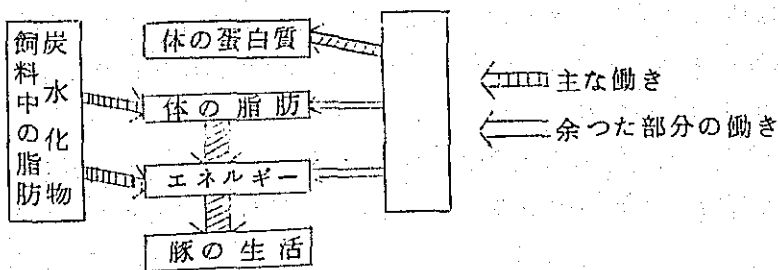 炭水化物
飼料中の脂肪
体の蛋白質
体の脂肪
エネルギー
豚の生活
主な働き
余つた部分の働き